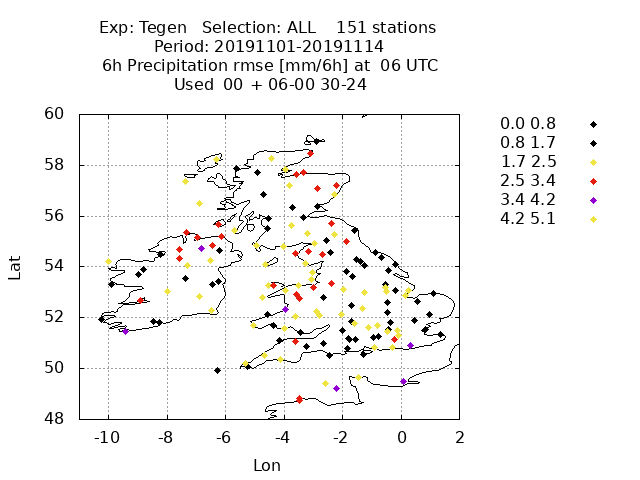 Exp: Tegen Selection: ALL 151 stations
Period: 20191101-20191114
6h Precipitation rmse [mm/6h] at 06 UTC
Used 00 + 06-00 30-24
0.0 0.8
0.8 1.7
1.7 2.5
2.5 3.4
3.4 4.2
4.2 5.1
Lat
60
58
56
54
52
50
48
-10 -8 -6 -4 -2 0 2
Lon